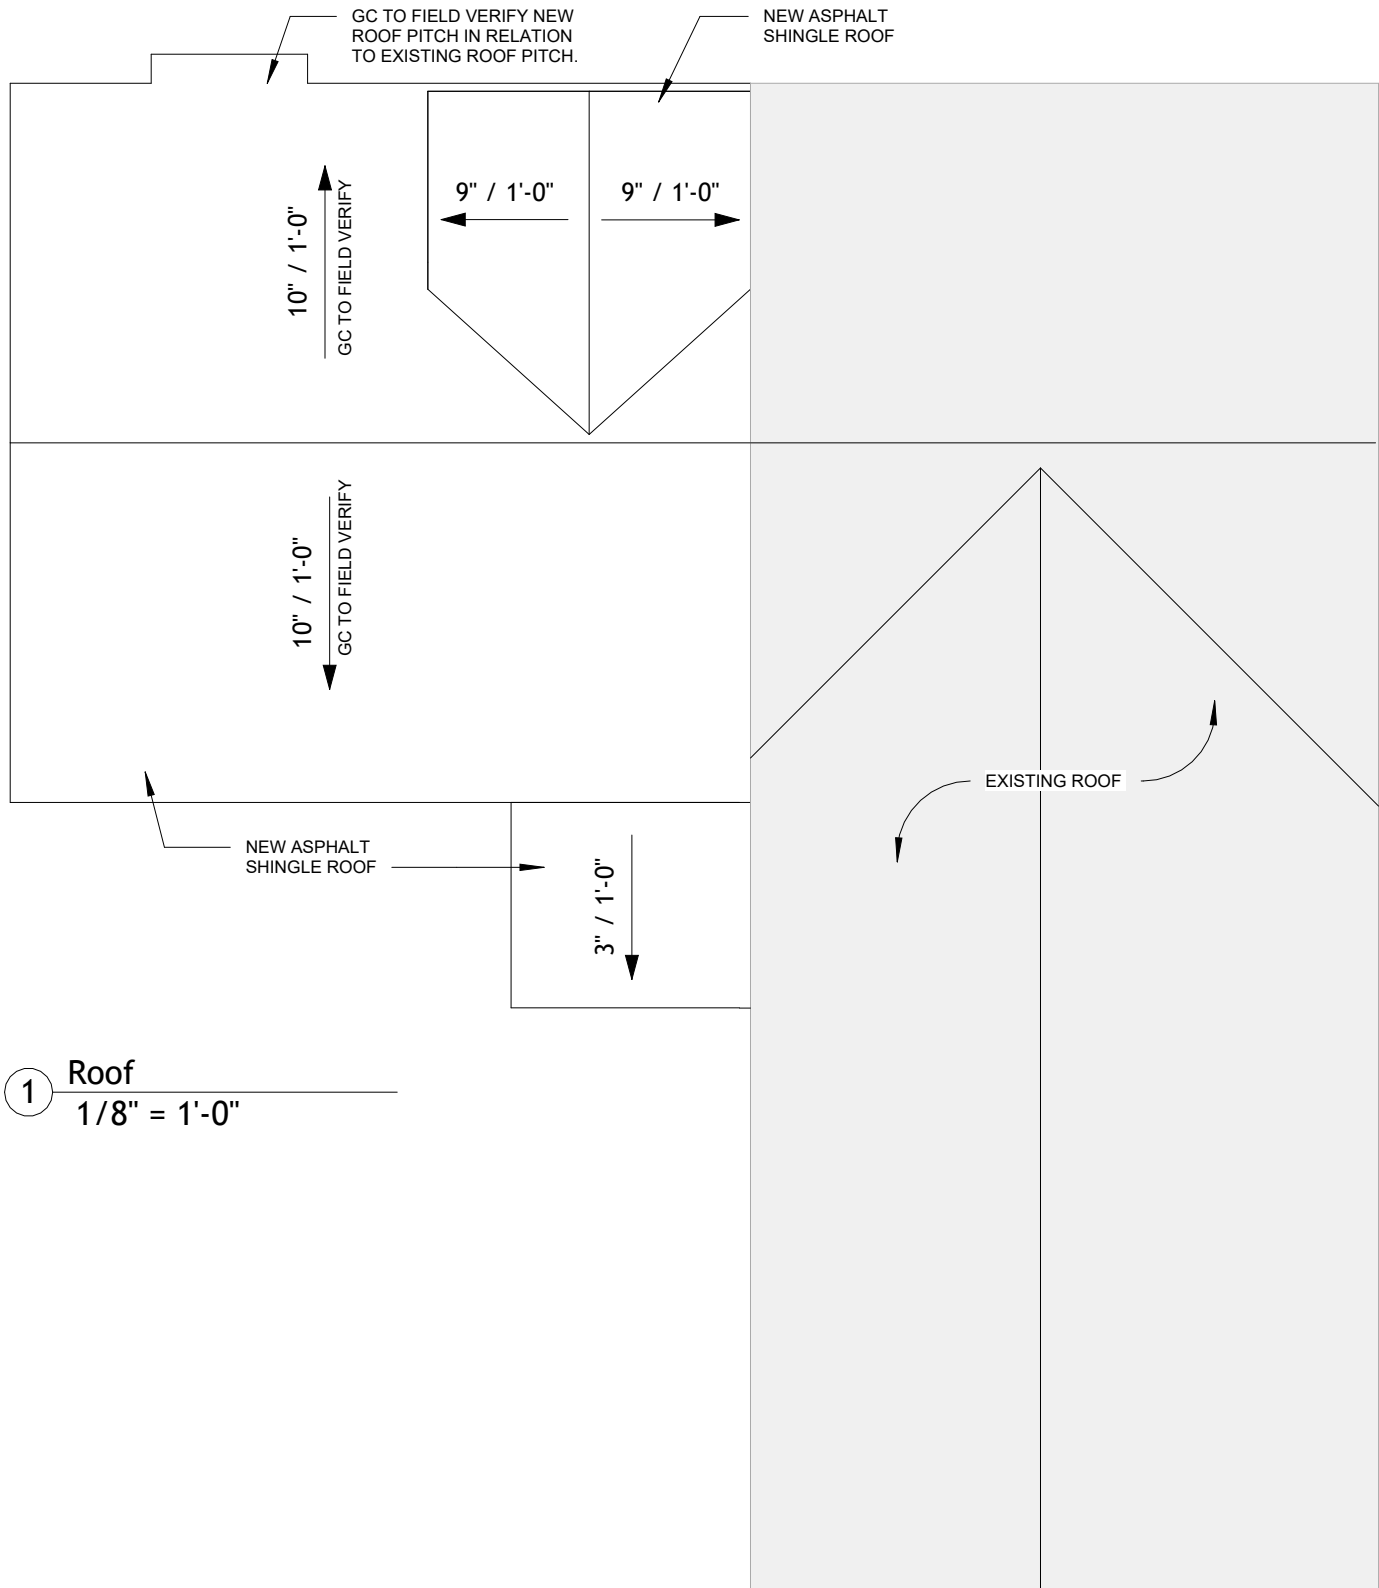 GC TO FIELD VERIFY NEW
ROOF PITCH IN RELATION
TO EXISTING ROOF PITCH.
NEW ASPHALT
SHINGLE ROOF
10" / 1'-0"
GC TO FIELD VERIFY
9" / 1'-0"
9" / 1'-0"
10" / 1'-0"
GC TO FIELD VERIFY
EXISTING ROOF
NEW ASPHALT
SHINGLE ROOF
3" / 1'-0"
1
Roof
1/8" = 1'-0"